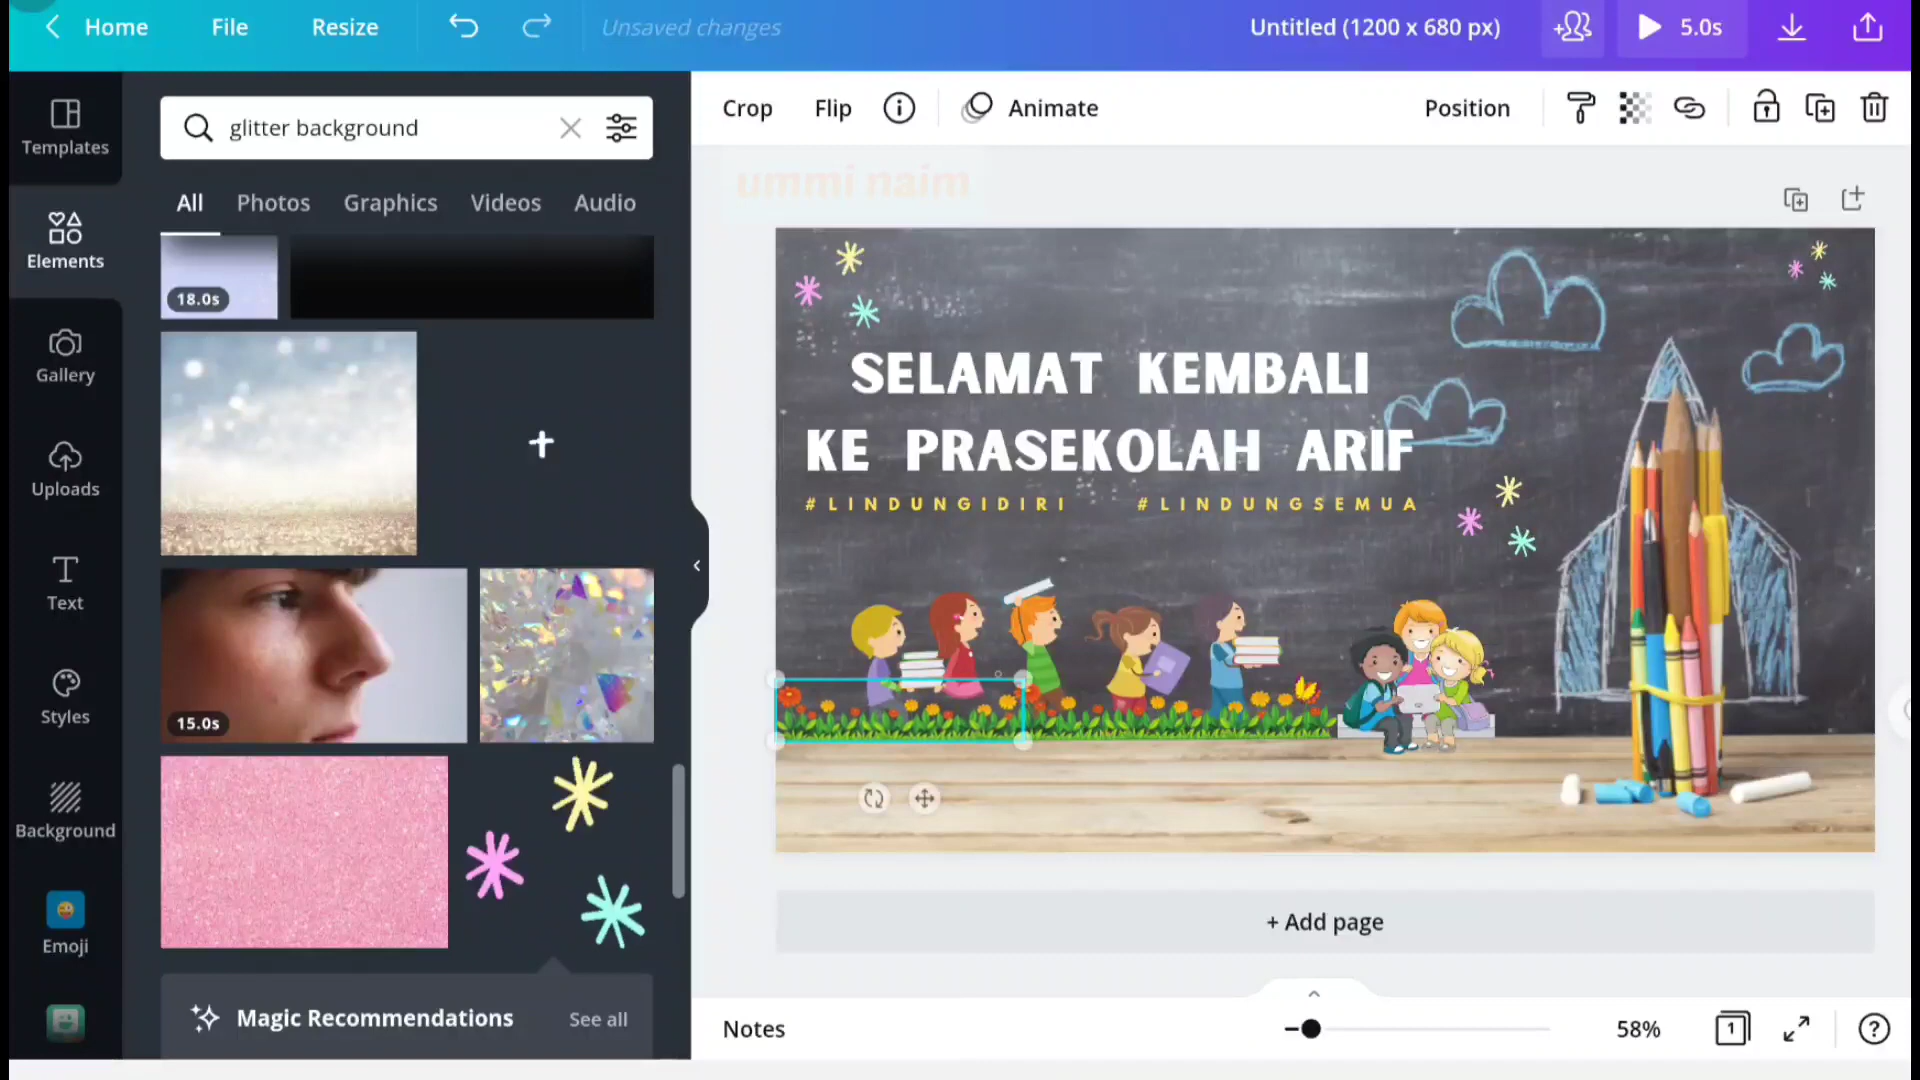 Home File Resize Unsaved changes Untitled (1200 x 680 px) 5.0s
Templates
Elements
Gallery
Uploads
Text
Styles
Background
Emoji
glitter background
All Photos Graphics Videos Audio
18.0s
15.0s
Magic Recommendations See all
Crop Flip Animate Position
ummi naim
SELAMAT KEMBALI
KE PRASEKOLAH ARIF
#LINDUNGIDIRI #LINDUNGSEMUA
+ Add page
Notes 58% 1 ?